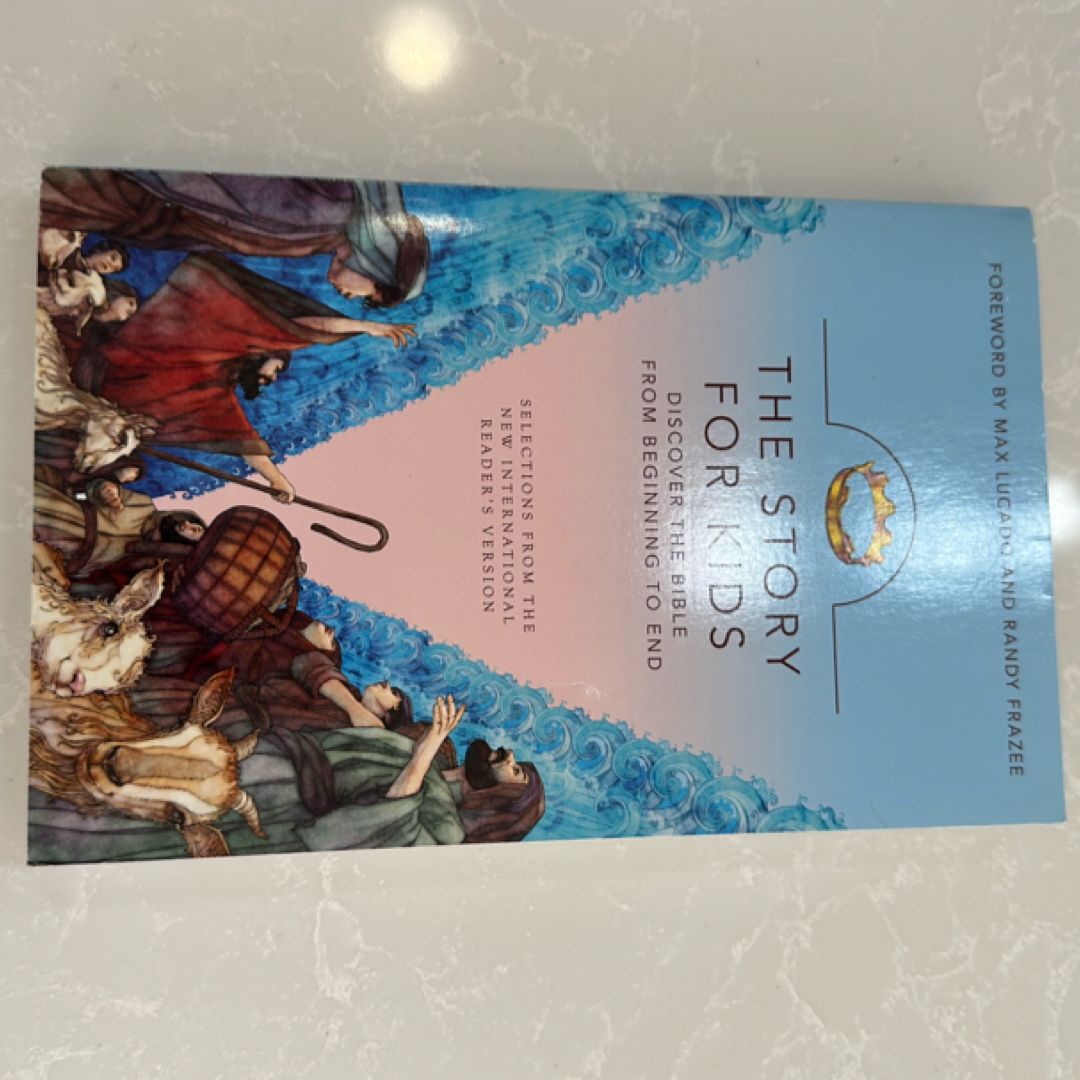 FOREWORD BY MAX LUCADO AND RANDY FRAZEE
THE STORY
FOR KIDS
DISCOVER THE BIBLE
FROM BEGINNING TO END
SELECTIONS FROM THE
NEW INTERNATIONAL
READER'S VERSION